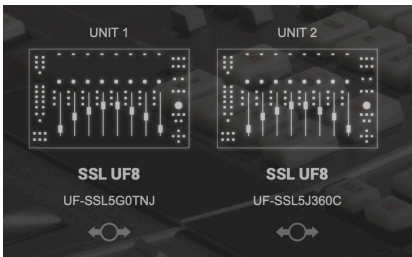 UNIT 1
UNIT 2
SSL UF8
SSL UF8
UF-SSL5G0TNJ
UF-SSL5J360C